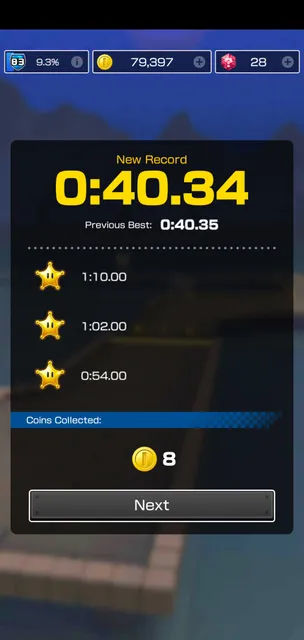 83 9.3% i 79,397 + 28 +
New Record
0:40.34
Previous Best: 0:40.35
1:10.00
1:02.00
0:54.00
Coins Collected:
8
Next